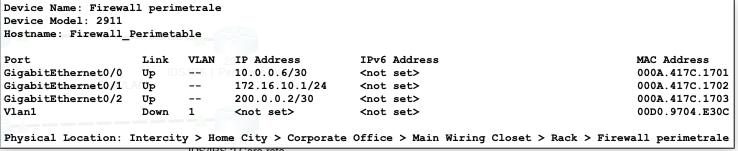 Device Name: Firewall perimetrale
Device Model: 2911
Hostname: Firewall_Perimetable
Port Link VLAN IP Address IPv6 Address MAC Address
GigabitEthernet0/0 Up -- 10.0.0.6/30 <not set> 000A.417C.1701
GigabitEthernet0/1 Up -- 172.16.10.1/24 <not set> 000A.417C.1702
GigabitEthernet0/2 Up -- 200.0.0.2/30 <not set> 000A.417C.1703
Vlan1 Down 1 <not set> <not set> 00D0.9704.E30C
Physical Location: Intercity > Home City > Corporate Office > Main Wiring Closet > Rack > Firewall perimetrale